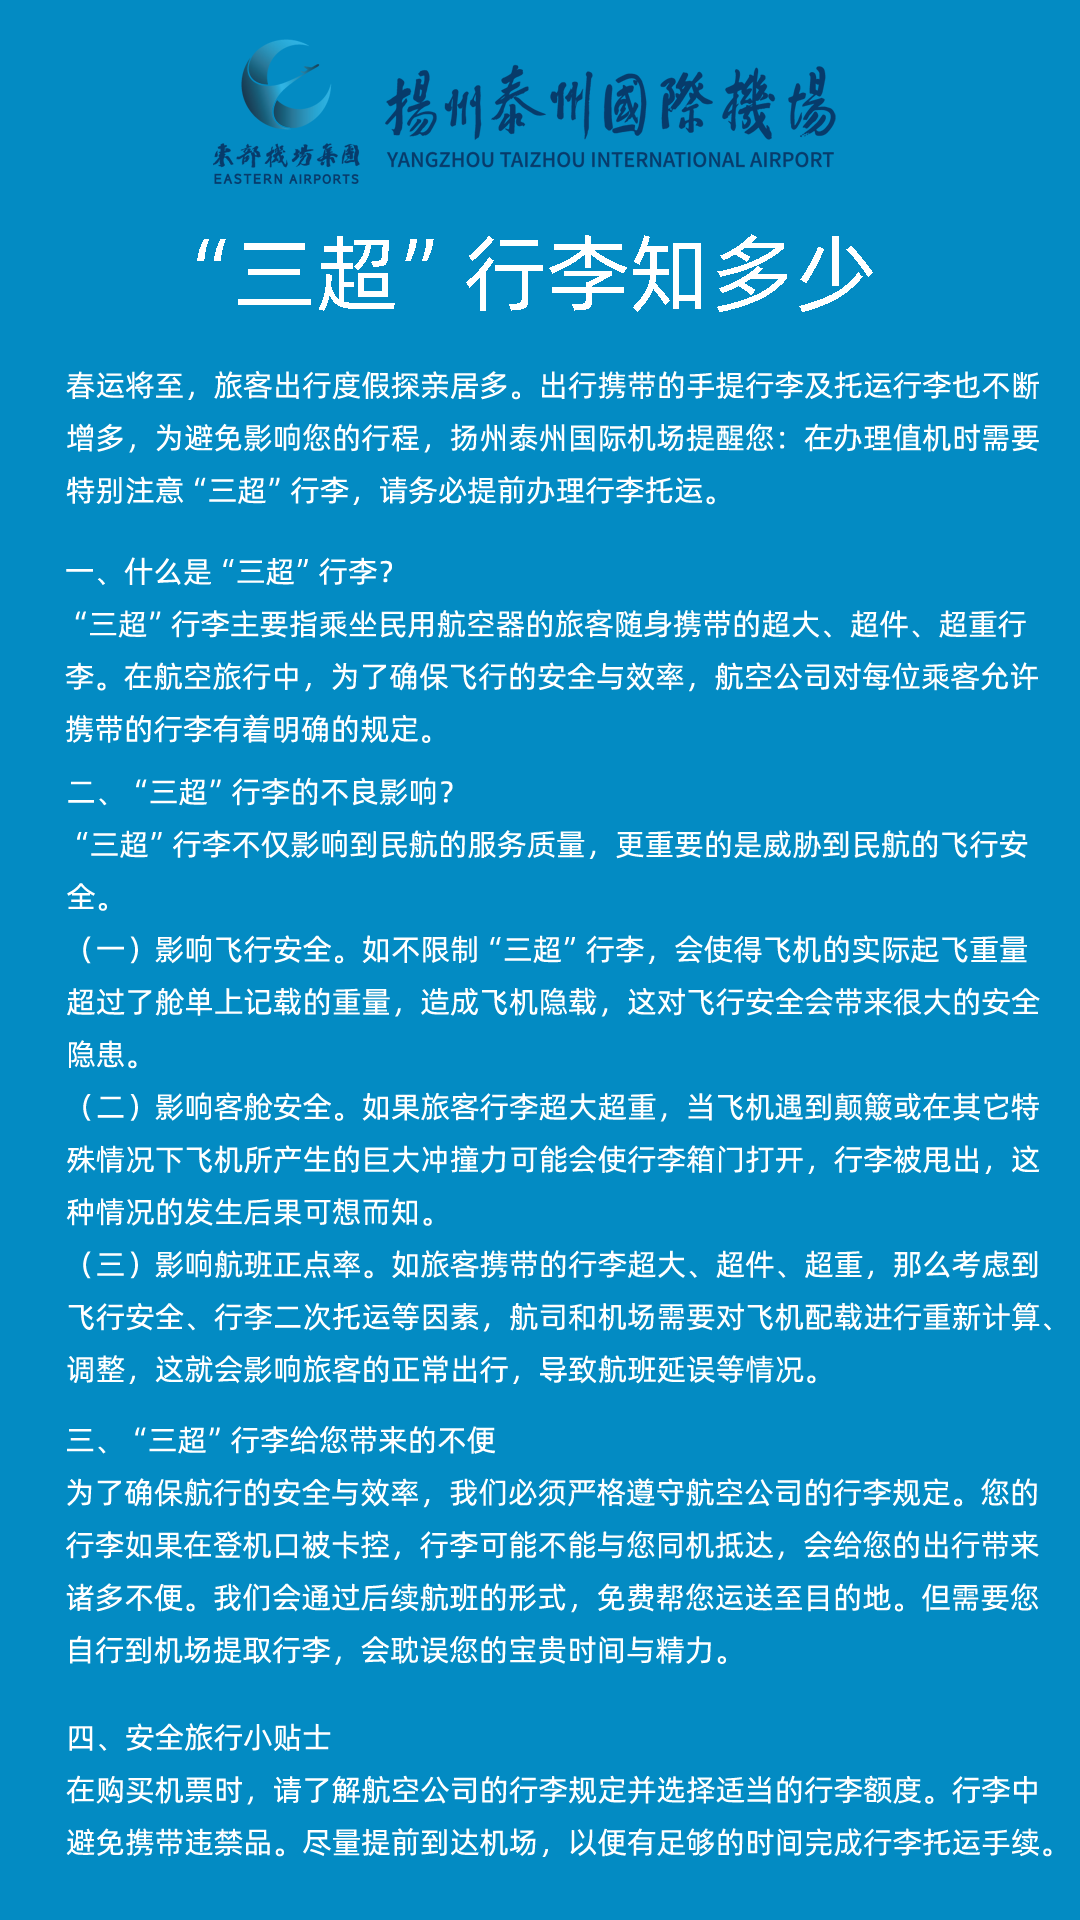 東部機场集團
EASTERN AIRPORTS
揚州泰州國際機場
YANGZHOU TAIZHOU INTERNATIONAL AIRPORT
“三超”行李知多少
春运将至，旅客出行度假探亲居多。出行携带的手提行李及托运行李也不断
增多，为避免影响您的行程，扬州泰州国际机场提醒您：在办理值机时需要
特别注意“三超”行李，请务必提前办理行李托运。
一、什么是“三超”行李？
“三超”行李主要指乘坐民用航空器的旅客随身携带的超大、超件、超重行
李。在航空旅行中，为了确保飞行的安全与效率，航空公司对每位乘客允许
携带的行李有着明确的规定。
二、“三超”行李的不良影响？
“三超”行李不仅影响到民航的服务质量，更重要的是威胁到民航的飞行安
全。
（一）影响飞行安全。如不限制“三超”行李，会使得飞机的实际起飞重量
超过了舱单上记载的重量，造成飞机隐载，这对飞行安全会带来很大的安全
隐患。
（二）影响客舱安全。如果旅客行李超大超重，当飞机遇到颠簸或在其它特
殊情况下飞机所产生的巨大冲撞力可能会使行李箱门打开，行李被甩出，这
种情况的发生后果可想而知。
（三）影响航班正点率。如旅客携带的行李超大、超件、超重，那么考虑到
飞行安全、行李二次托运等因素，航司和机场需要对飞机配载进行重新计算、
调整，这就会影响旅客的正常出行，导致航班延误等情况。
三、“三超”行李给您带来的不便
为了确保航行的安全与效率，我们必须严格遵守航空公司的行李规定。您的
行李如果在登机口被卡控，行李可能不能与您同机抵达，会给您的出行带来
诸多不便。我们会通过后续航班的形式，免费帮您运送至目的地。但需要您
自行到机场提取行李，会耽误您的宝贵时间与精力。
四、安全旅行小贴士
在购买机票时，请了解航空公司的行李规定并选择适当的行李额度。行李中
避免携带违禁品。尽量提前到达机场，以便有足够的时间完成行李托运手续。